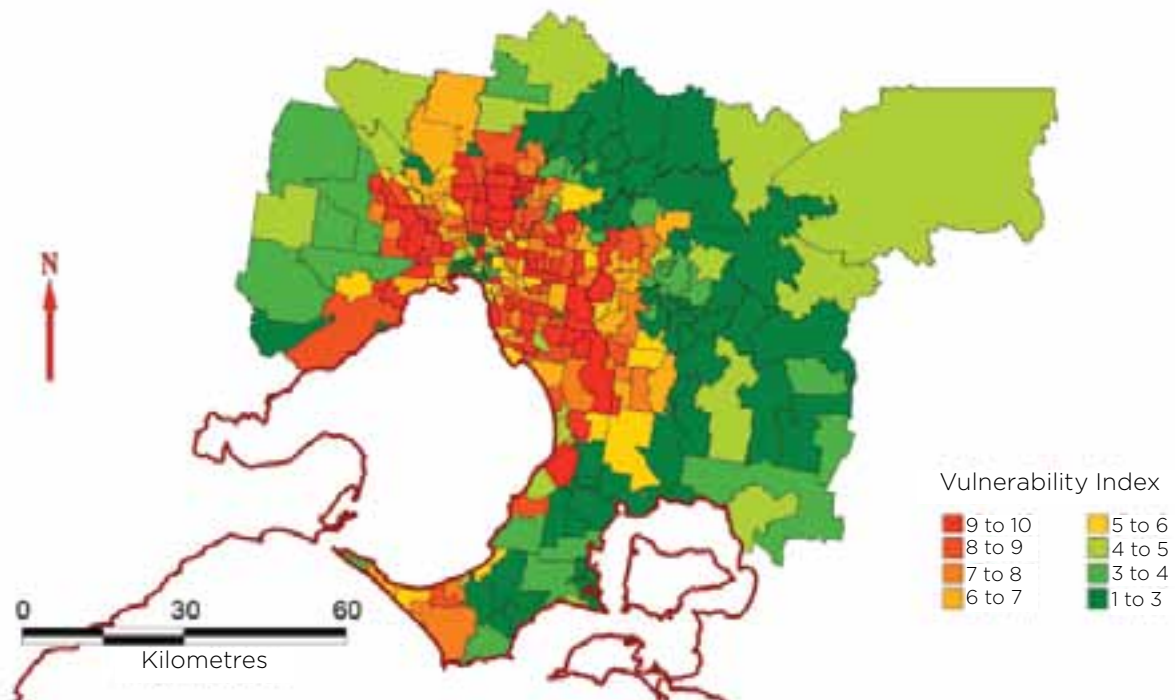 N
0 30 60
Kilometres
Vulnerability Index
9 to 10
8 to 9
7 to 8
6 to 7
5 to 6
4 to 5
3 to 4
1 to 3